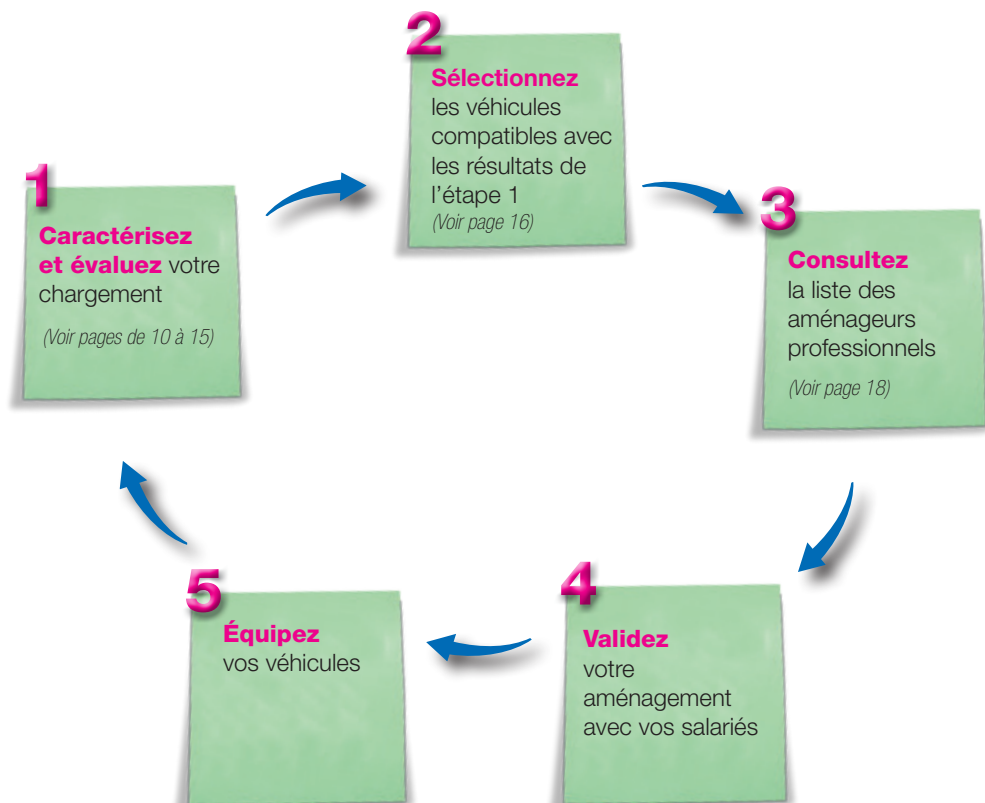 1
Caractérisez
et évaluez votre
chargement
(Voir pages de 10 à 15)
2
Sélectionnez
les véhicules
compatibles avec
les résultats de
l'étape 1
(Voir page 16)
3
Consultez
la liste des
aménageurs
professionnels
(Voir page 18)
4
Validez
votre
aménagement
avec vos salariés
5
Équipez
vos véhicules